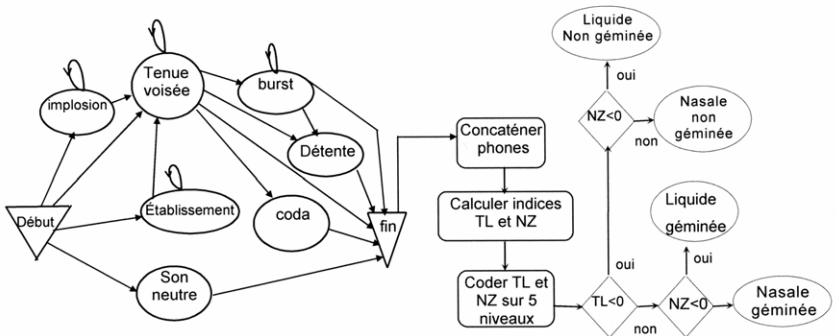 implosion
Tenue
voisée
burst
Détente
Début
Établissement
coda
fin
Son
neutre
Concaténer
phones
Calculer indices
TL et NZ
Coder TL et
NZ sur 5
niveaux
Liquide
Non géminée
oui
NZ<0
non
Nasale
non
géminée
Liquide
géminée
oui
oui
TL<0
non
NZ<0
Nasale
géminée